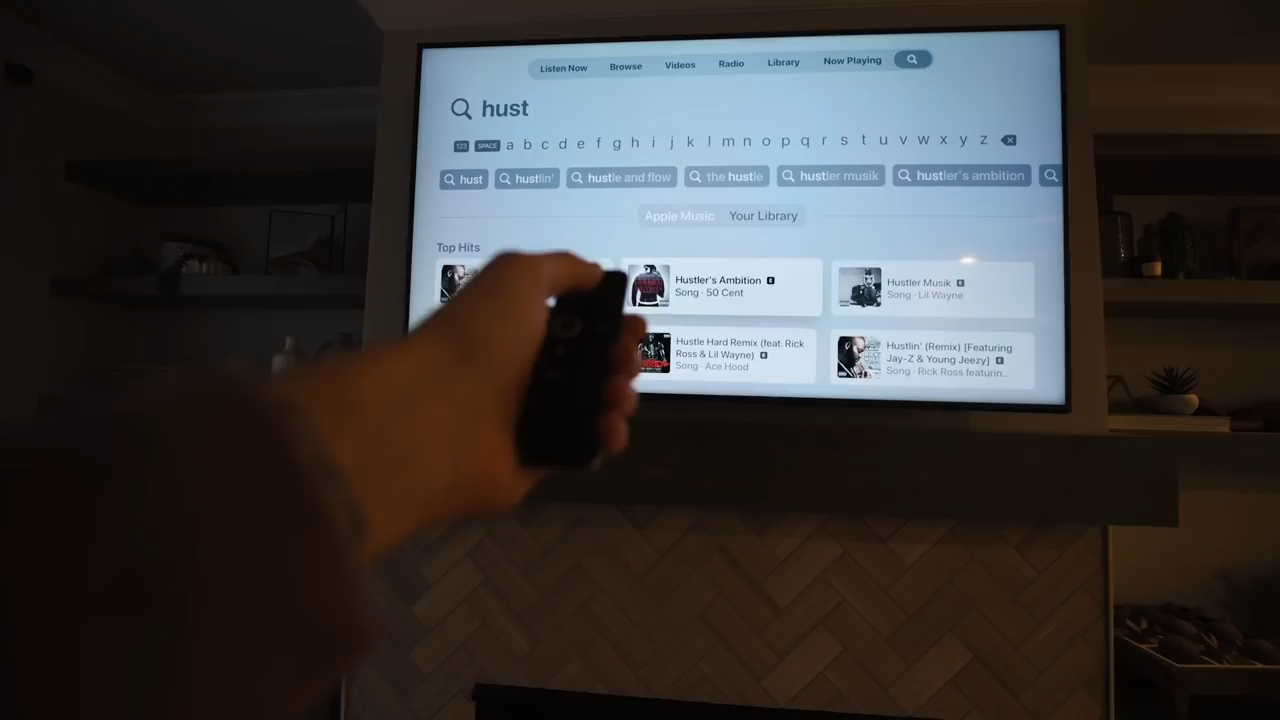 Listen Now Browse Videos Radio Library Now Playing
hust
123 SPACE a b c d e f g h i j k l m n o p q r s t u v w x y z
hust hustlin' hustle and flow the hustle hustler musik hustler's ambition
Apple Music Your Library
Top Hits
Hustler's Ambition E
Song · 50 Cent
Hustler Musik E
Song · Lil Wayne
Hustle Hard Remix (feat. Rick
Ross & Lil Wayne) E
Song · Ace Hood
Hustlin' (Remix) [Featuring
Jay-Z & Young Jeezy] E
Song · Rick Ross featurin...